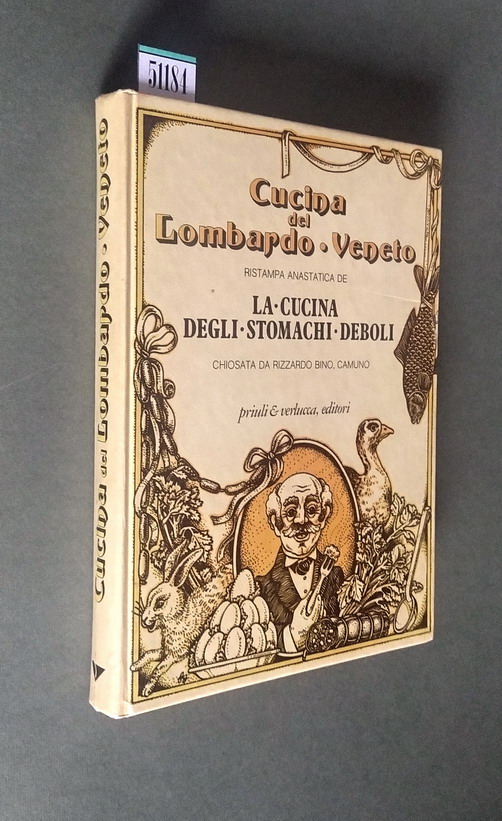 51184
Cucina
del
Lombardo · Veneto
RISTAMPA ANASTATICA DE
LA·CUCINA
DEGLI·STOMACHI·DEBOLI
CHIOSATA DA RIZZARDO BINO, CAMUNO
priuli & verlucca, editori
Cucina del Lombardo · Veneto